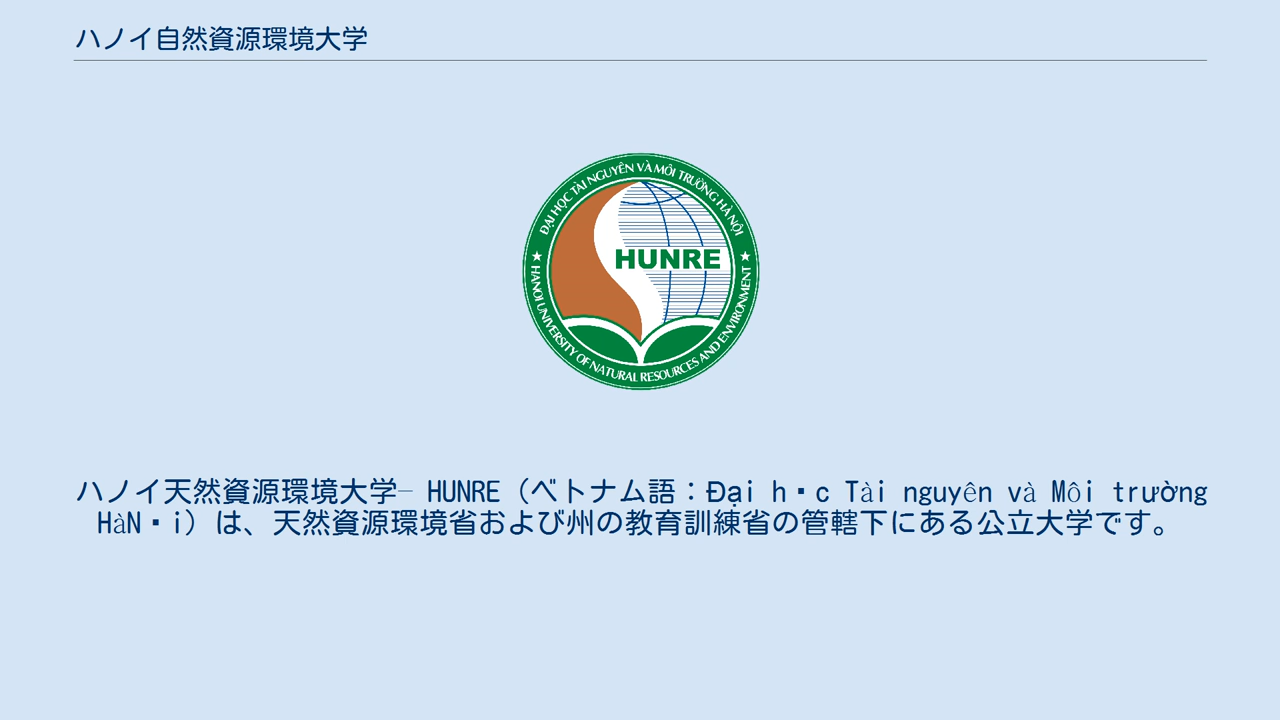 ハノイ自然資源環境大学
ĐẠI HỌC TÀI NGUYÊN VÀ MÔI TRƯỜNG HÀ NỘI
HUNRE
HANOI UNIVERSITY OF NATURAL RESOURCES AND ENVIRONMENT
ハノイ天然資源環境大学– HUNRE（ベトナム語：Đại h·c Tài nguyên và Môi trường
HàN·i）は、天然資源環境省および州の教育訓練省の管轄下にある公立大学です。